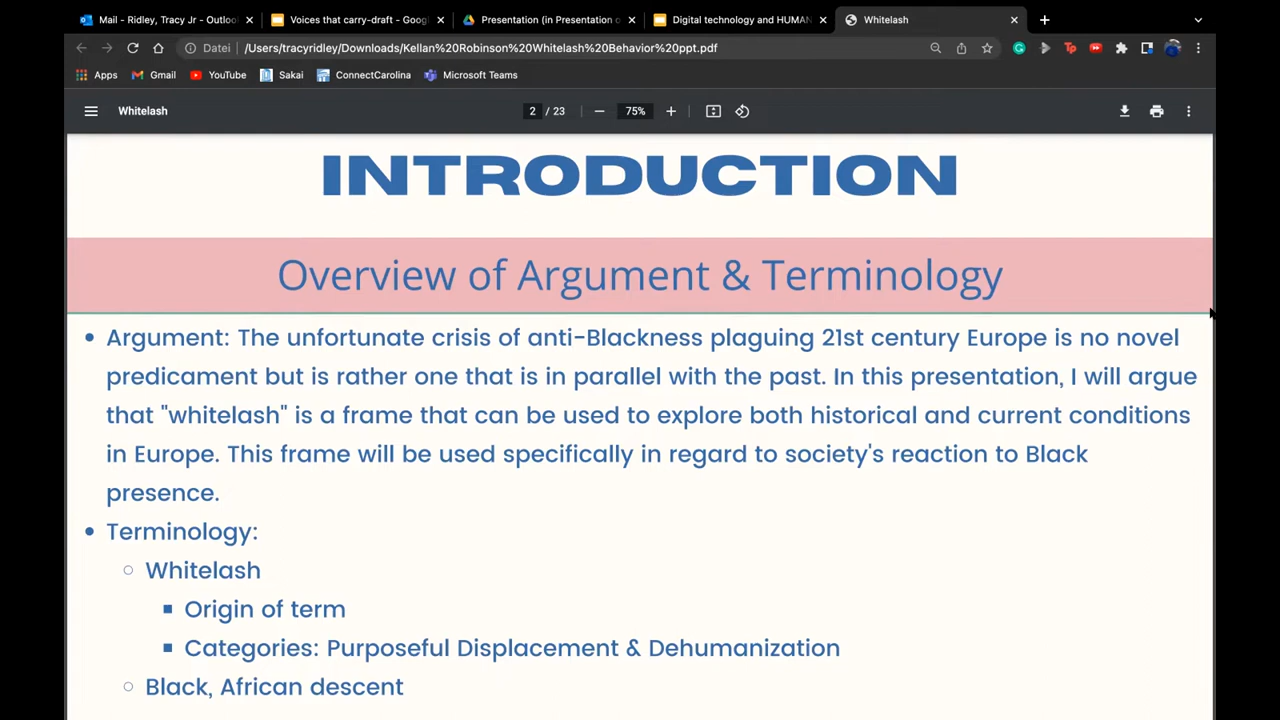 Mail - Ridley, Tracy Jr - Outlo
Voices that carry-draft - Goog
Presentation (in Presentation o
Digital technology and HUMAN
Whitelash
Datei
/Users/tracyridley/Downloads/Kellan%20Robinson%20Whitelash%20Behavior%20ppt.pdf
Apps
Gmail
YouTube
Sakai
ConnectCarolina
Microsoft Teams
Whitelash
2 / 23
75%
INTRODUCTION
Overview of Argument & Terminology
• Argument: The unfortunate crisis of anti-Blackness plaguing 21st century Europe is no novel
predicament but is rather one that is in parallel with the past. In this presentation, I will argue
that "whitelash" is a frame that can be used to explore both historical and current conditions
in Europe. This frame will be used specifically in regard to society's reaction to Black
presence.
• Terminology:
○ Whitelash
▪ Origin of term
▪ Categories: Purposeful Displacement & Dehumanization
○ Black, African descent